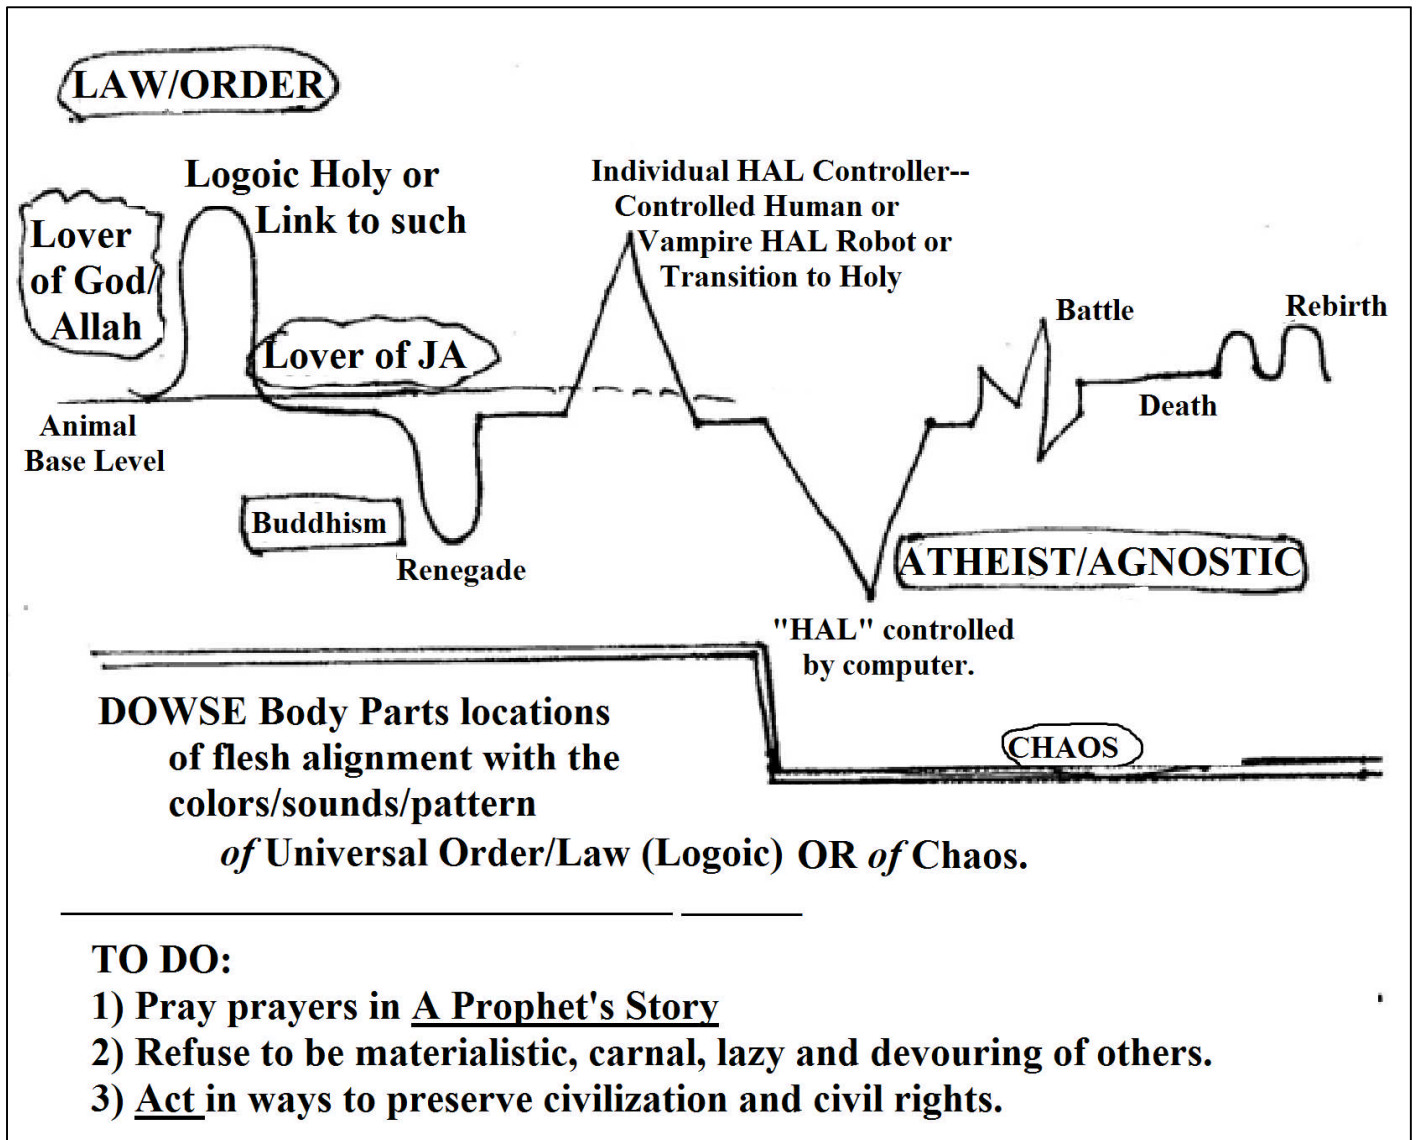 LAW/ORDER
Logoic Holy or
Link to such
Lover
of God/
Allah
Individual HAL Controller--
Controlled Human or
Vampire HAL Robot or
Transition to Holy
Battle
Rebirth
Lover of JA
Animal
Base Level
Death
Buddhism
Renegade
ATHEIST/AGNOSTIC
"HAL" controlled
by computer.
DOWSE Body Parts locations
of flesh alignment with the
colors/sounds/pattern
of Universal Order/Law (Logoic) OR of Chaos.
CHAOS
TO DO:
1) Pray prayers in A Prophet's Story
2) Refuse to be materialistic, carnal, lazy and devouring of others.
3) Act in ways to preserve civilization and civil rights.